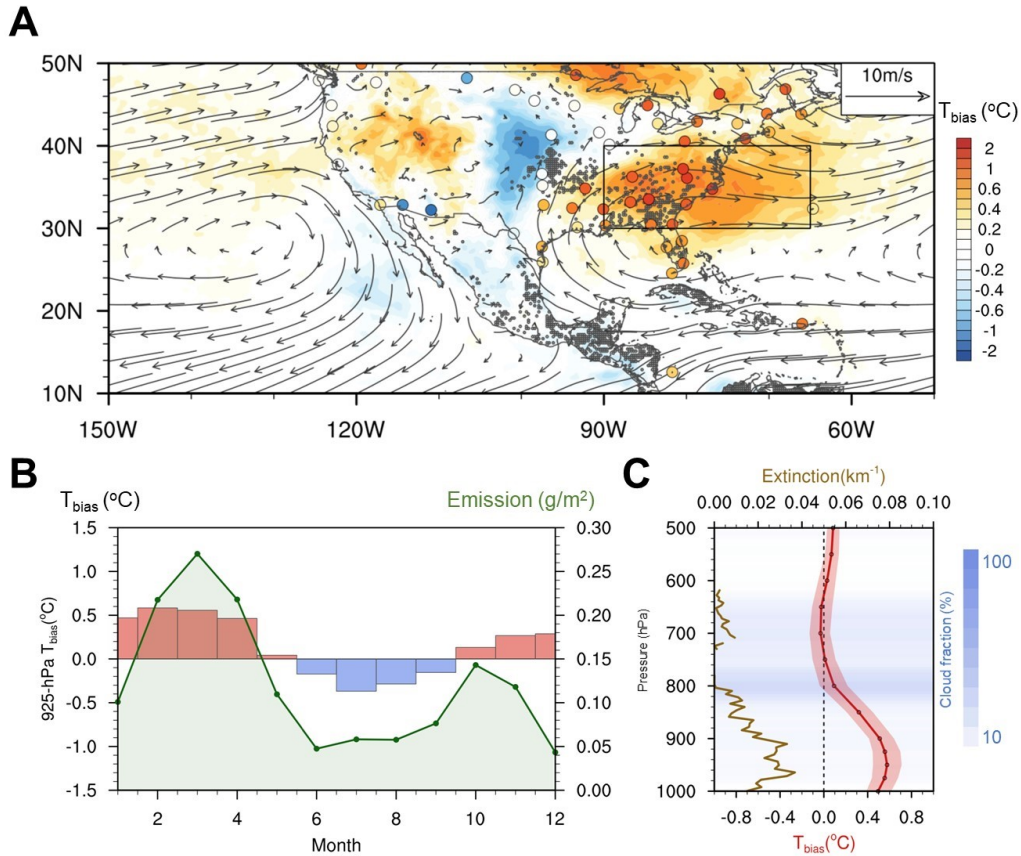 A
50N
40N
30N
20N
10N
150W
120W
90W
60W
10m/s
Tbias (oC)
2
1
0.6
0.4
0.2
0
-0.2
-0.4
-0.6
-1
-2
B
Tbias (oC)
Emission (g/m2)
925-hPa Tbias(oC)
1.5
1.0
0.5
0.0
-0.5
-1.0
-1.5
0.30
0.25
0.20
0.15
0.10
0.05
0.00
2
4
6
8
10
12
Month
C
Extinction(km-1)
0.00
0.02
0.04
0.06
0.08
0.10
Pressure (hPa)
500
600
700
800
900
1000
-0.8
-0.4
0.0
0.4
0.8
Tbias(oC)
Cloud fraction (%)
100
10